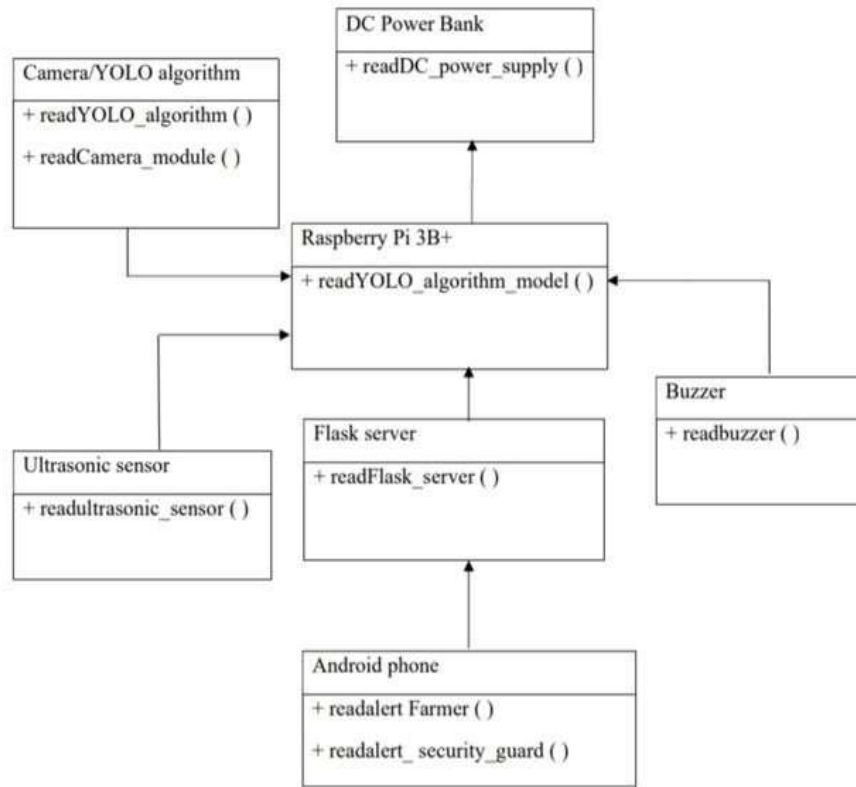 DC Power Bank
+ readDC_power_supply ( )
Camera/YOLO algorithm
+ readYOLO_algorithm ( )
+ readCamera_module ( )
Raspberry Pi 3B+
+ readYOLO_algorithm_model ( )
Buzzer
+ readbuzzer ( )
Flask server
+ readFlask_server ( )
Ultrasonic sensor
+ readultrasonic_sensor ( )
Android phone
+ readalert Farmer ( )
+ readalert_ security_guard ( )